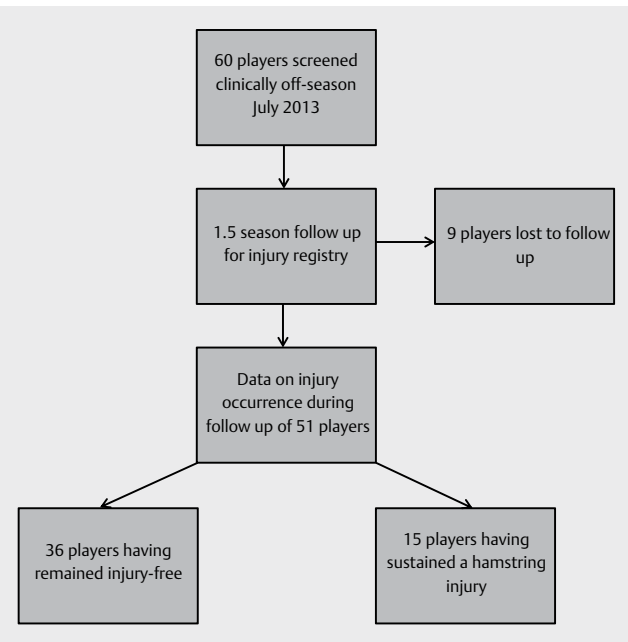 60 players screened
clinically off-season
July 2013
1.5 season follow up
for injury registry
9 players lost to follow
up
Data on injury
occurrence during
follow up of 51 players
36 players having
remained injury-free
15 players having
sustained a hamstring
injury